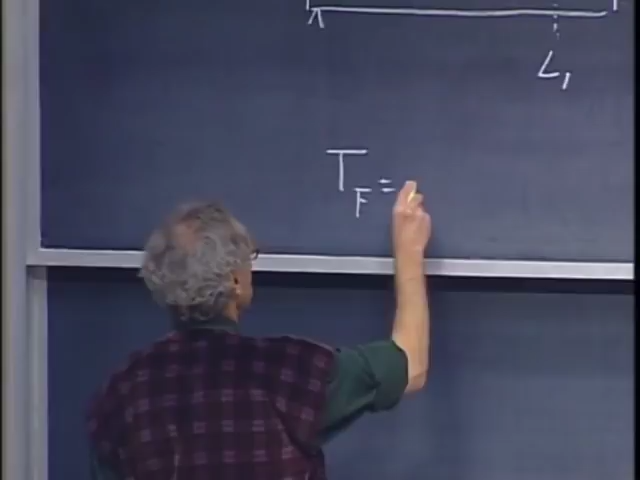 L₁
T_F =